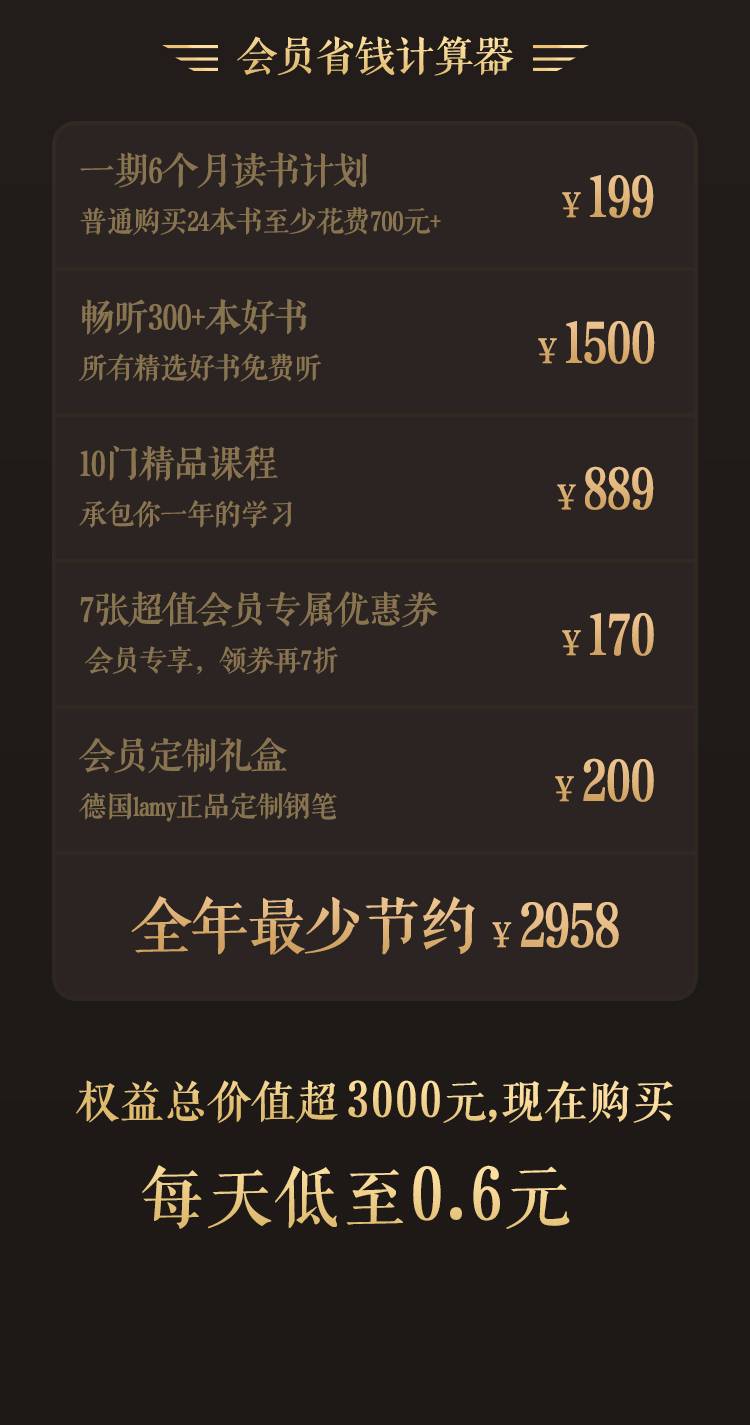 会员省钱计算器
一期6个月读书计划
普通购买24本书至少花费700元+
¥199
畅听300+本好书
所有精选好书免费听
¥1500
10门精品课程
承包你一年的学习
¥889
7张超值会员专属优惠券
会员专享，领券再7折
¥170
会员定制礼盒
德国lamy正品定制钢笔
¥200
全年最少节约 ¥2958
权益总价值超3000元,现在购买
每天低至0.6元